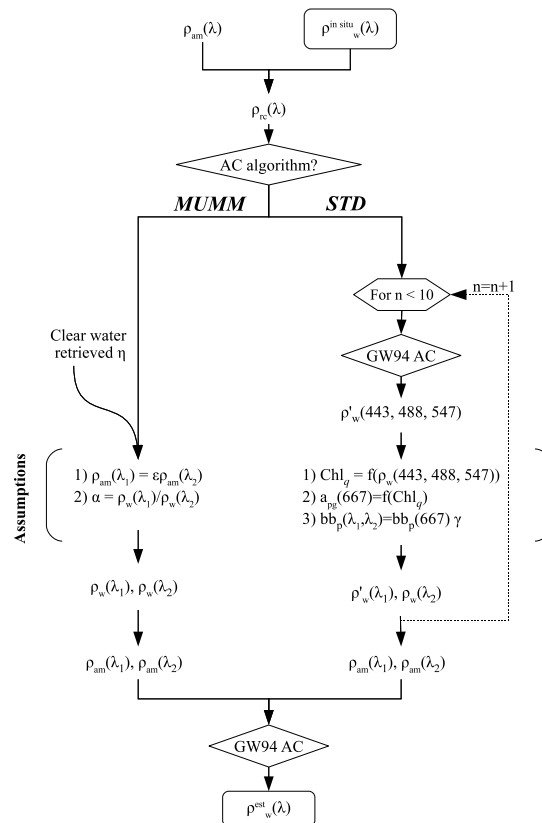 ρam(λ)
ρ^in situ_w(λ)
ρrc(λ)
AC algorithm?
MUMM STD
For n < 10
n=n+1
Clear water
retrieved η
GW94 AC
ρ'w(443, 488, 547)
Assumptions
1) ρam(λ1) = ερam(λ2)
2) α = ρw(λ1)/ρw(λ2)
1) Chlq = f(ρw(443, 488, 547))
2) apg(667)=f(Chlq)
3) bbp(λ1,λ2)=bbp(667) γ
ρw(λ1), ρw(λ2)
ρ'w(λ1), ρw(λ2)
ρam(λ1), ρam(λ2)
ρam(λ1), ρam(λ2)
GW94 AC
ρ^est_w(λ)